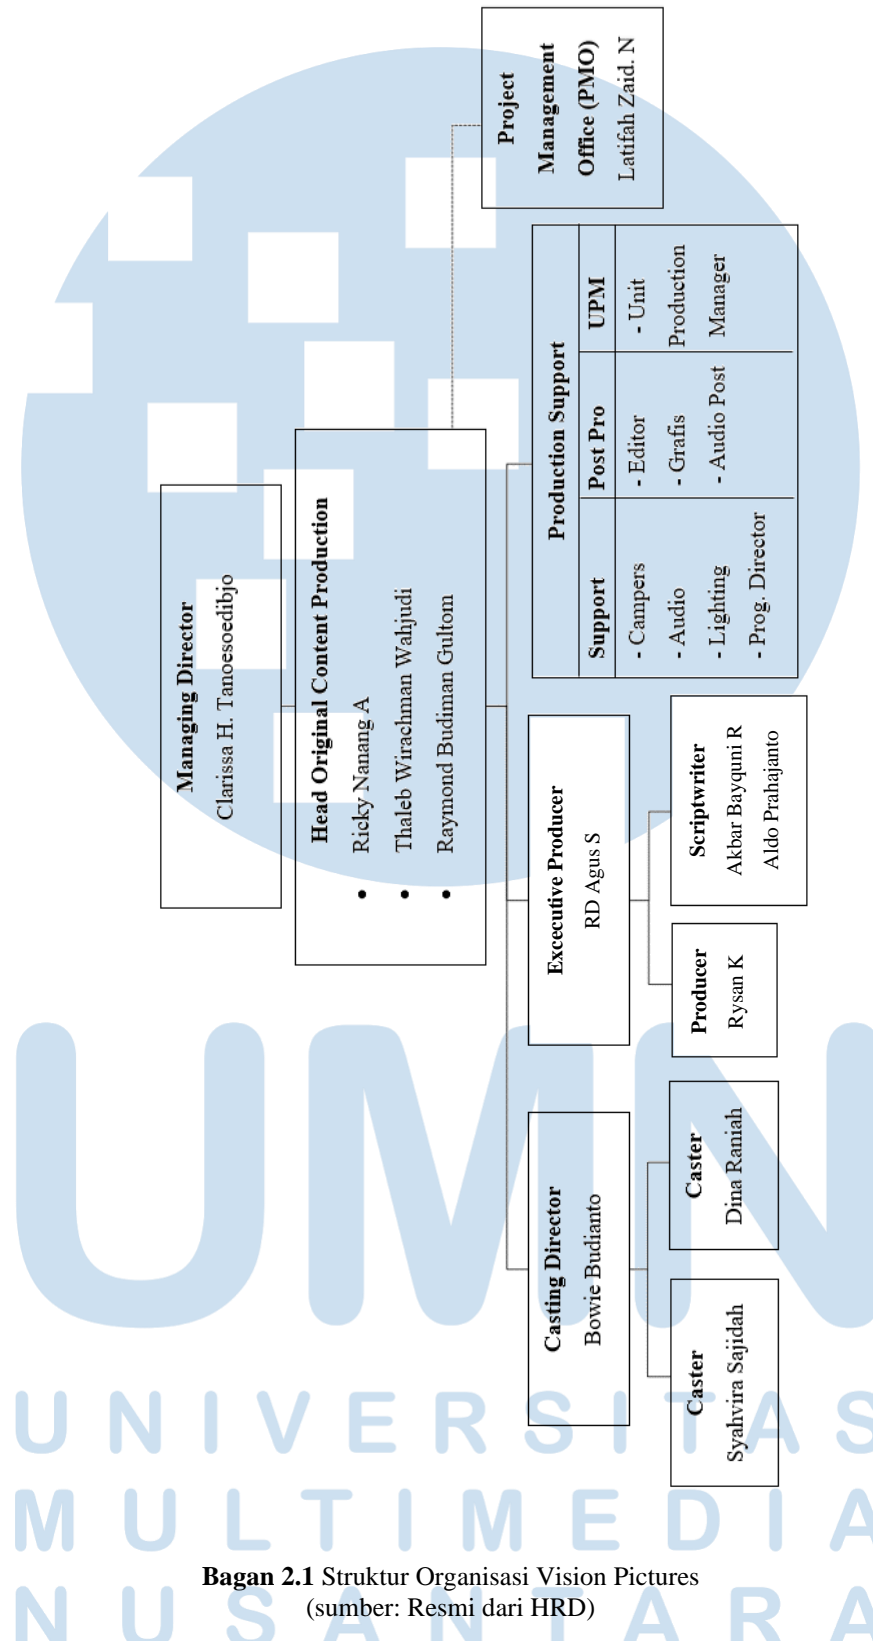 Managing Director
Clarissa H. Tanoesoedibjo
Head Original Content Production
• Ricky Nanang A
• Thaleb Wirachman Wahjudi
• Raymond Budiman Gultom
Project
Management
Office (PMO)
Latifah Zaid. N
Casting Director
Bowie Budianto
Excecutive Producer
RD Agus S
Production Support
Support
- Campers
- Audio
- Lighting
- Prog. Director
Post Pro
- Editor
- Grafis
- Audio Post
UPM
- Unit
Production
Manager
Caster
Syahvira Sajidah
Caster
Dina Raniah
Producer
Rysan K
Scriptwriter
Akbar Bayquni R
Aldo Prahajanto
UMN
UNIVERSITAS
MULTIMEDIA
NUSANTARA
Bagan 2.1 Struktur Organisasi Vision Pictures
(sumber: Resmi dari HRD)